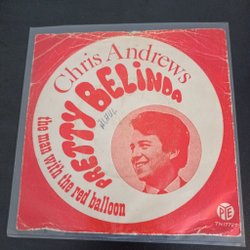 Chris Andrews
PRETTY BELINDA
the man with the red balloon
PYE